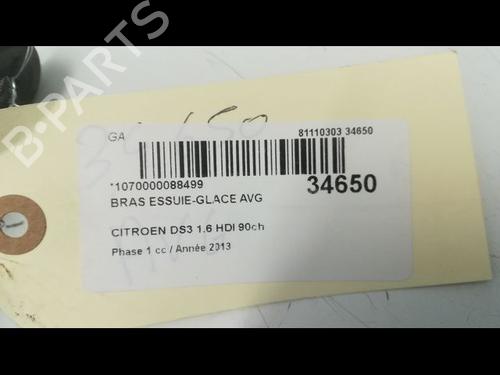 GA
81110303 34650
*1070000088499
34650
BRAS ESSUIE-GLACE AVG
CITROEN DS3 1.6 HDI 90ch
Phase 1 cc / Année 2013
B-PARTS